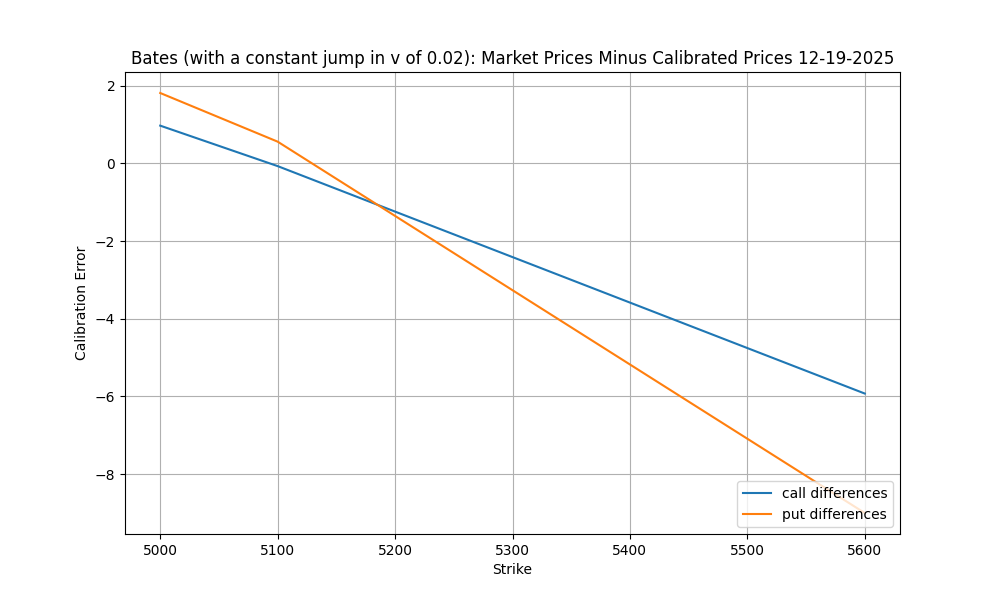 Bates (with a constant jump in v of 0.02): Market Prices Minus Calibrated Prices 12-19-2025
2
0
−2
−4
−6
−8
Calibration Error
call differences
put differences
5000 5100 5200 5300 5400 5500 5600
Strike